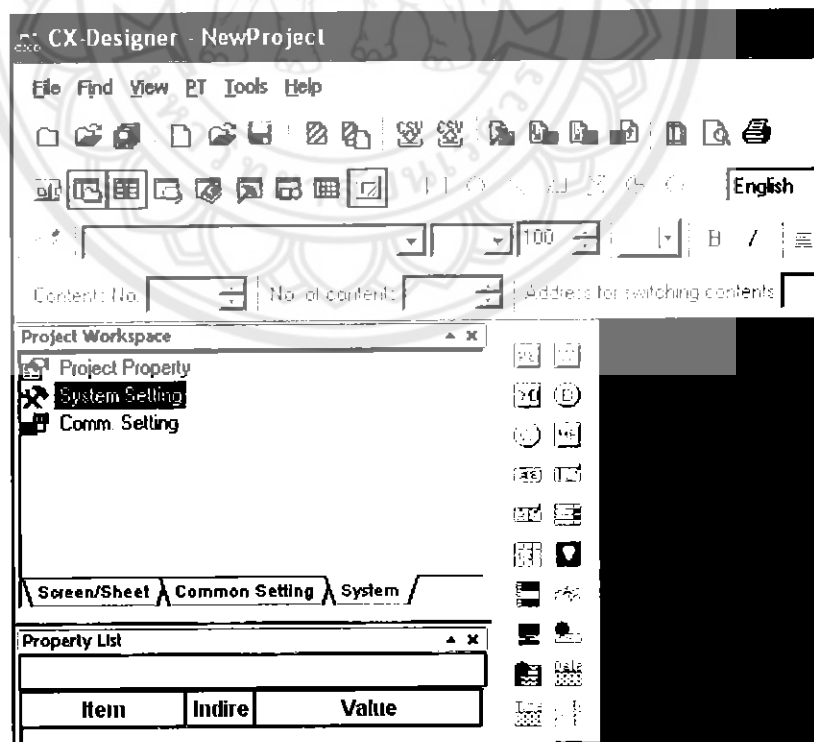 CX-Designer - NewProject
File Find View PT Tools Help
English
100 B I
Content: No. No. of content: Address for switching contents
Project Workspace
Project Property
System Setting
Comm. Setting
Screen/Sheet Common Setting System
Property List
Item Indire Value